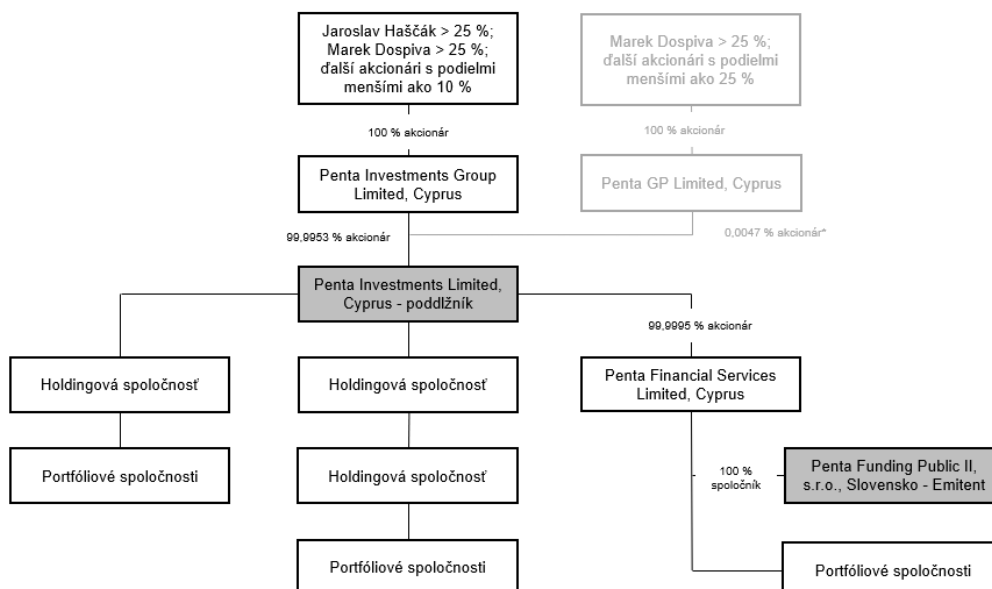 Jaroslav Haščák > 25 %;
Marek Dospiva > 25 %;
ďalší akcionári s podielmi
menšími ako 10 %
Marek Dospiva > 25 %;
ďalší akcionári s podielmi
menšími ako 25 %
100 % akcionár
100 % akcionár
Penta Investments Group
Limited, Cyprus
Penta GP Limited, Cyprus
99,9953 % akcionár
0,0047 % akcionár*
Penta Investments Limited,
Cyprus - poddlžník
99,9995 % akcionár
Holdingová spoločnosť
Holdingová spoločnosť
Penta Financial Services
Limited, Cyprus
Portfóliové spoločnosti
Holdingová spoločnosť
100 %
spoločník
Penta Funding Public II,
s.r.o., Slovensko - Emitent
Portfóliové spoločnosti
Portfóliové spoločnosti